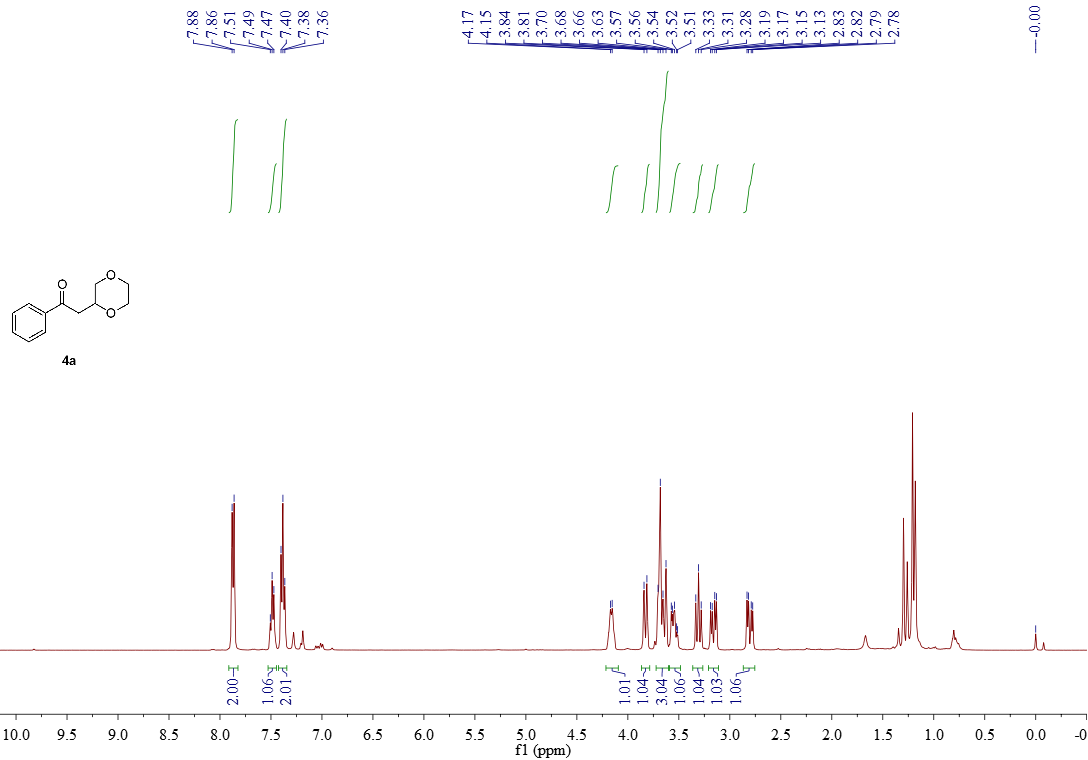 7.88 7.86 7.51 7.49 7.47 7.40 7.38 7.36 4.17 4.15 3.84 3.81 3.70 3.68 3.66 3.63 3.57 3.56 3.54 3.52 3.51 3.33 3.31 3.28 3.19 3.17 3.15 3.13 2.83 2.82 2.79 2.78 -0.00
O
O
O
4a
2.00 1.06 2.01 1.01 1.04 3.04 1.06 1.04 1.03 1.06
10.0 9.5 9.0 8.5 8.0 7.5 7.0 6.5 6.0 5.5 5.0 4.5 4.0 3.5 3.0 2.5 2.0 1.5 1.0 0.5 0.0 -0
f1 (ppm)